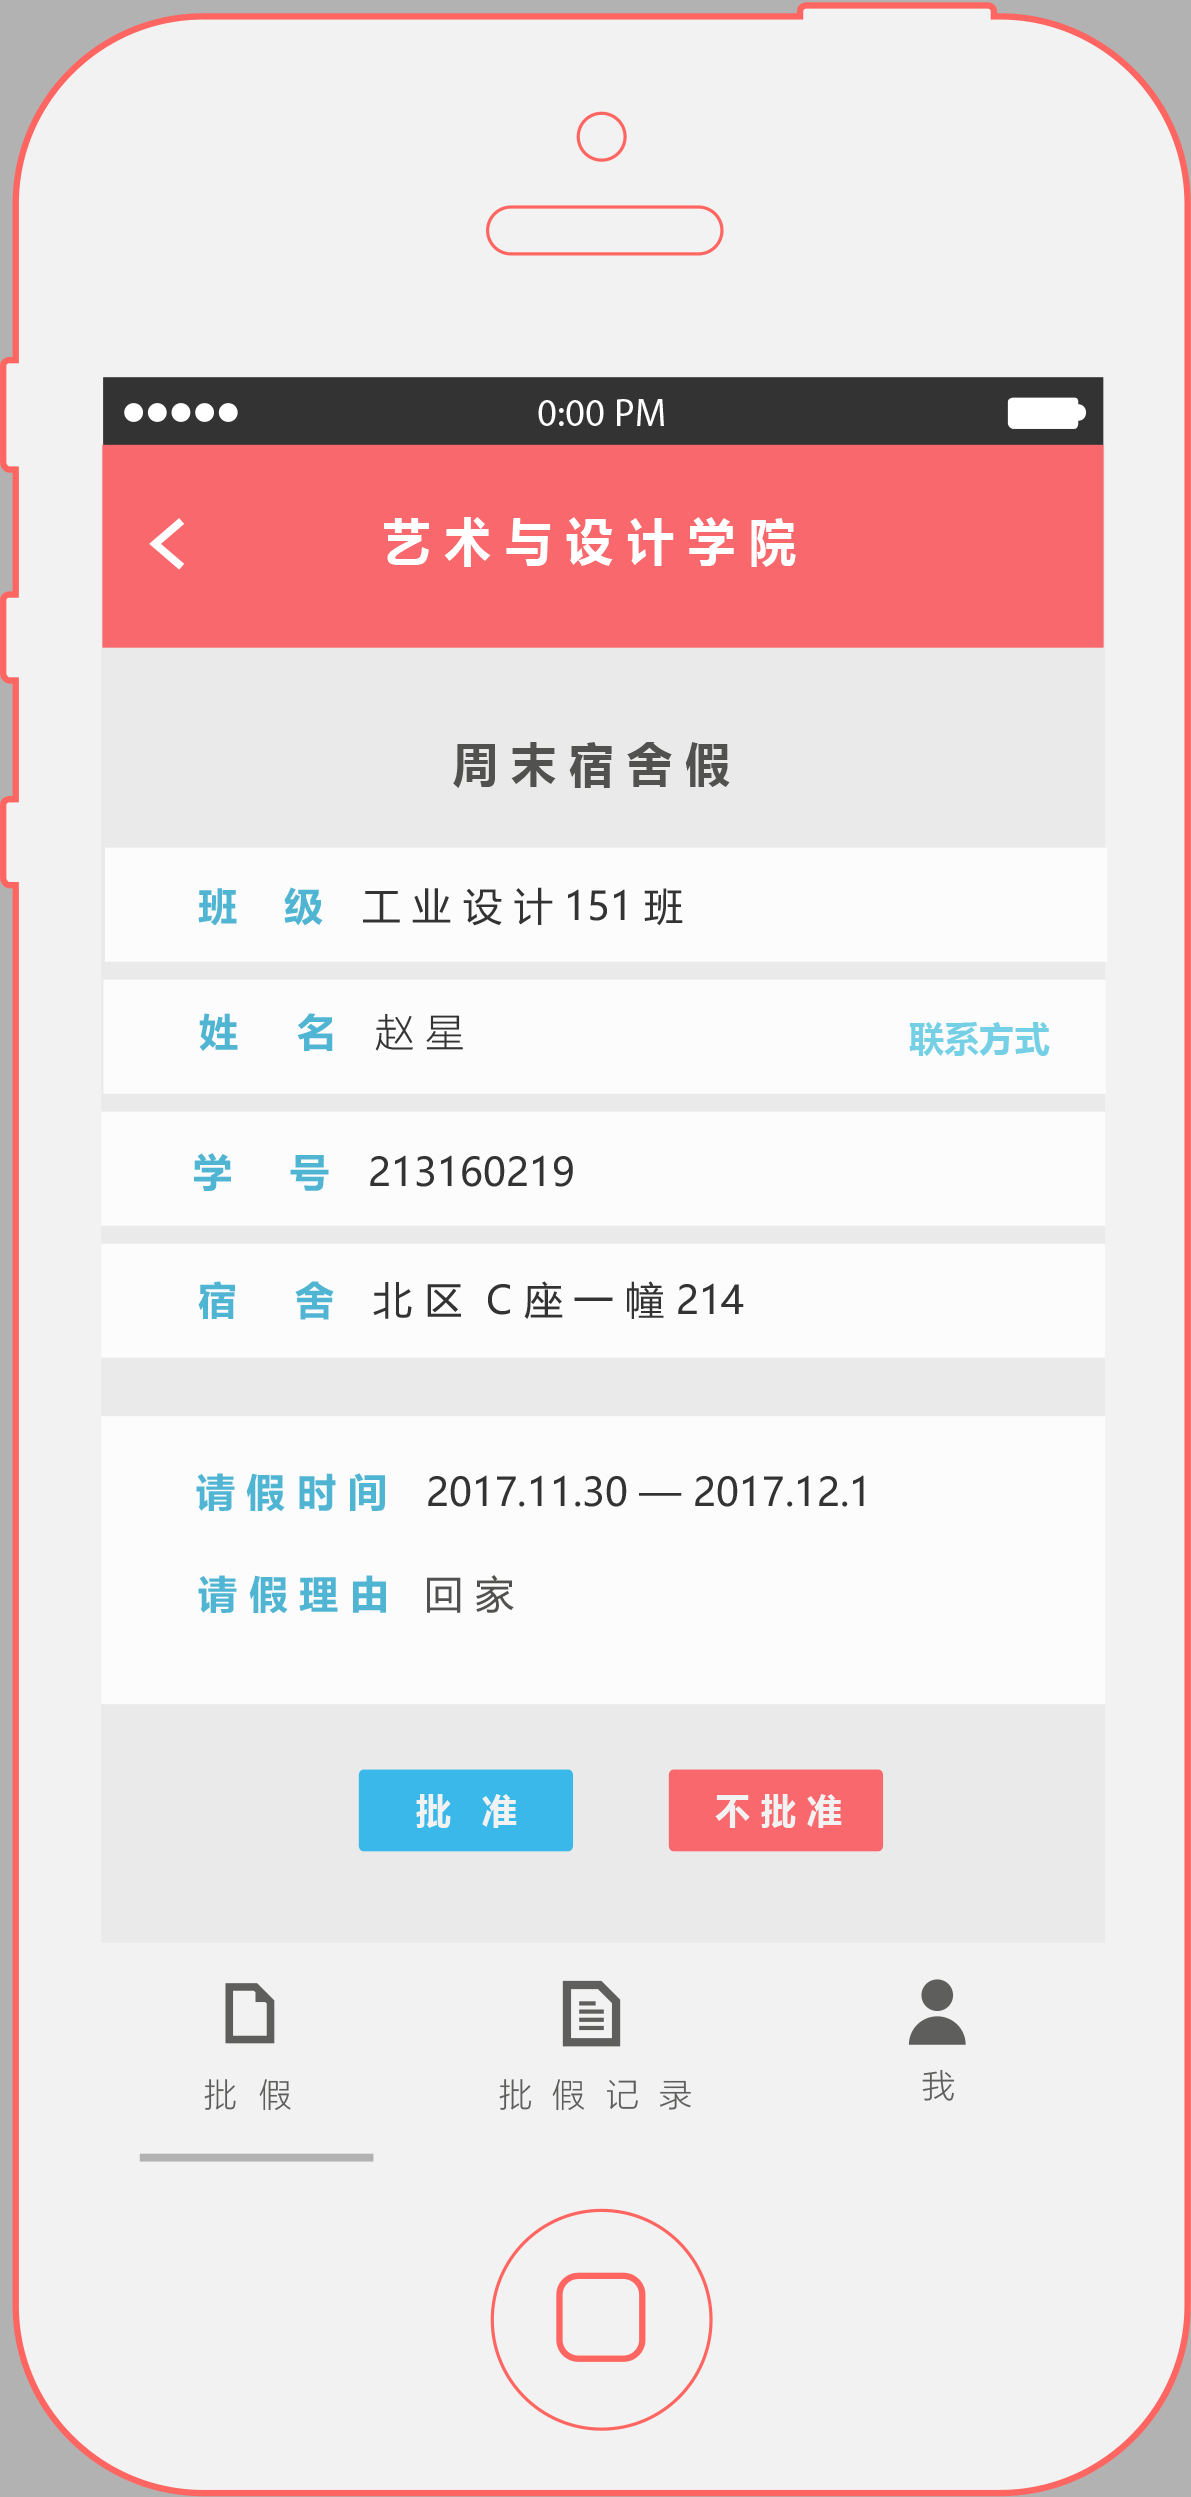 0:00 PM
艺术与设计学院
周末宿舍假
班 级 工业设计151班
姓 名 赵星 联系方式
学 号 213160219
宿 舍 北区 C座一幢214
请假时间 2017.11.30 — 2017.12.1
请假理由 回家
批 准 不批准
批 假 批假记录 我